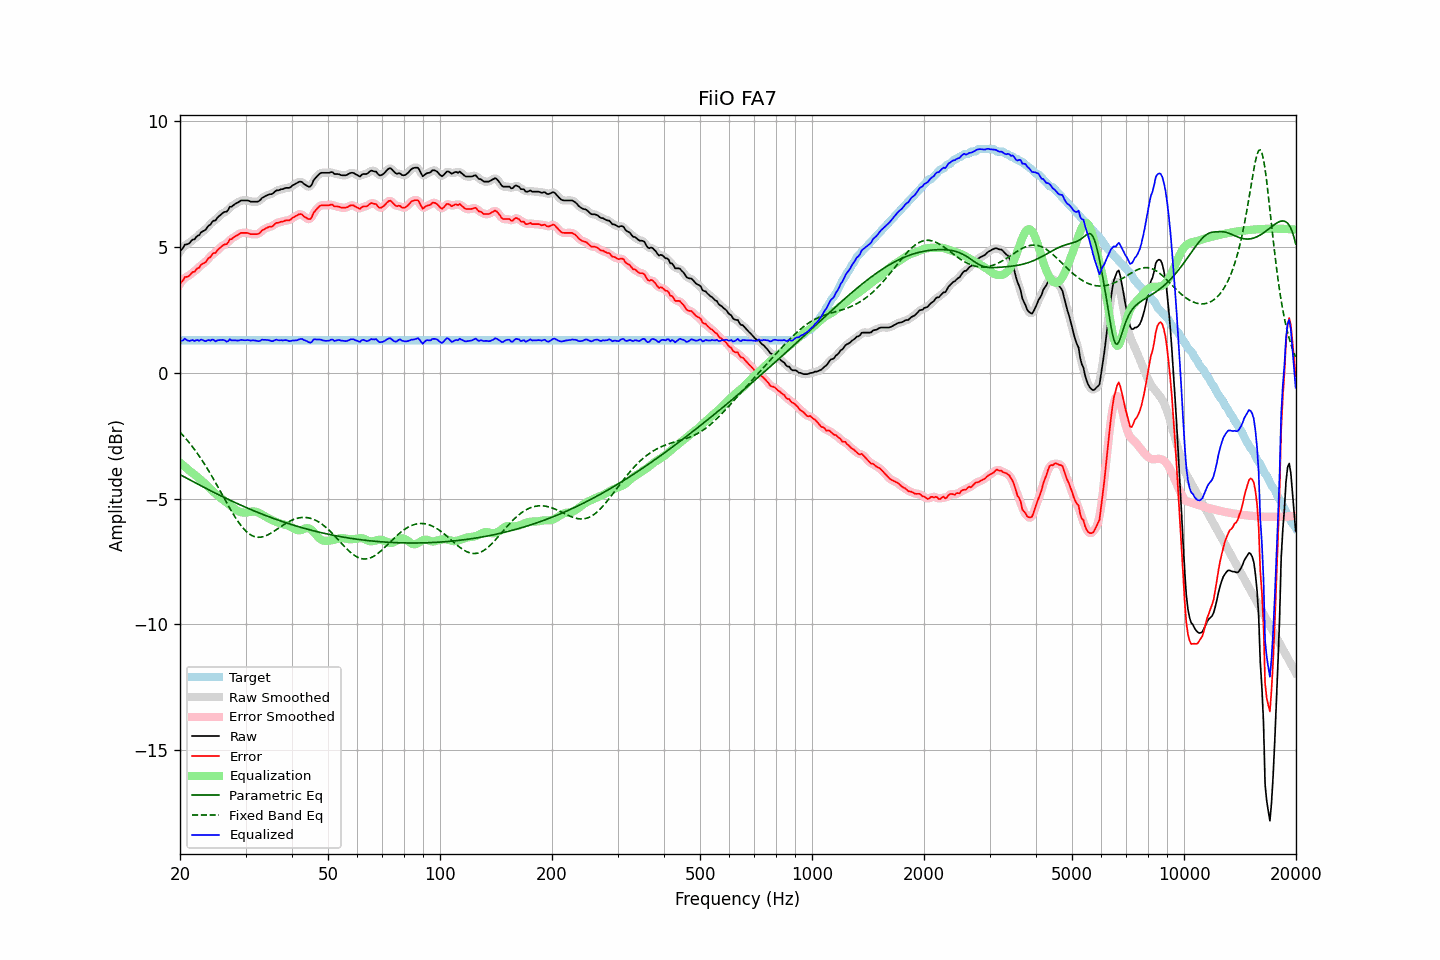 FiiO FA7
10
5
0
−5
−10
−15
Amplitude (dBr)
Target
Raw Smoothed
Error Smoothed
Raw
Error
Equalization
Parametric Eq
Fixed Band Eq
Equalized
20 50 100 200 500 1000 2000 5000 10000 20000
Frequency (Hz)